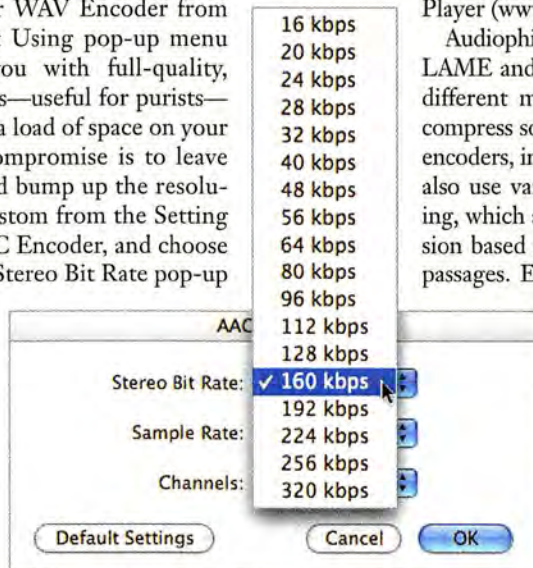 r WAV Encoder from
Using pop-up menu
you with full-quality,
s—useful for purists—
a load of space on your
ompromise is to leave
d bump up the resolu-
stom from the Setting
C Encoder, and choose
Stereo Bit Rate pop-up
Player (www
Audiophi
LAME and
different m
compress so
encoders, in
also use va
ing, which
sion based
passages. E
AAC
16 kbps
20 kbps
24 kbps
28 kbps
32 kbps
40 kbps
48 kbps
56 kbps
64 kbps
80 kbps
96 kbps
112 kbps
128 kbps
Stereo Bit Rate: ✓ 160 kbps
192 kbps
Sample Rate: 224 kbps
256 kbps
Channels: 320 kbps
Default Settings Cancel OK